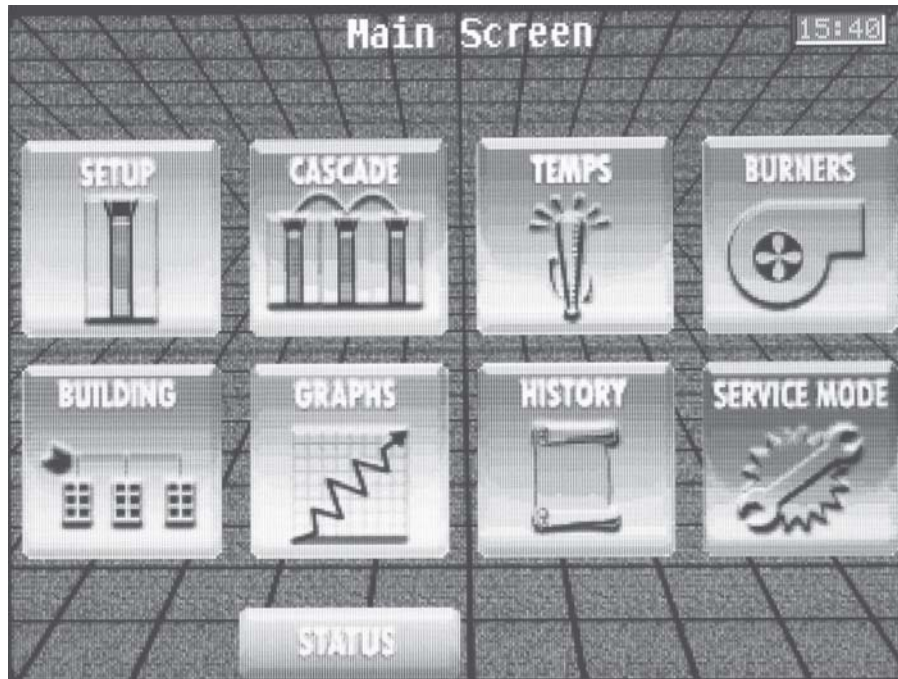 Main Screen
15:40
SETUP
CASCADE
TEMPS
BURNERS
BUILDING
GRAPHS
HISTORY
SERVICE MODE
STATUS